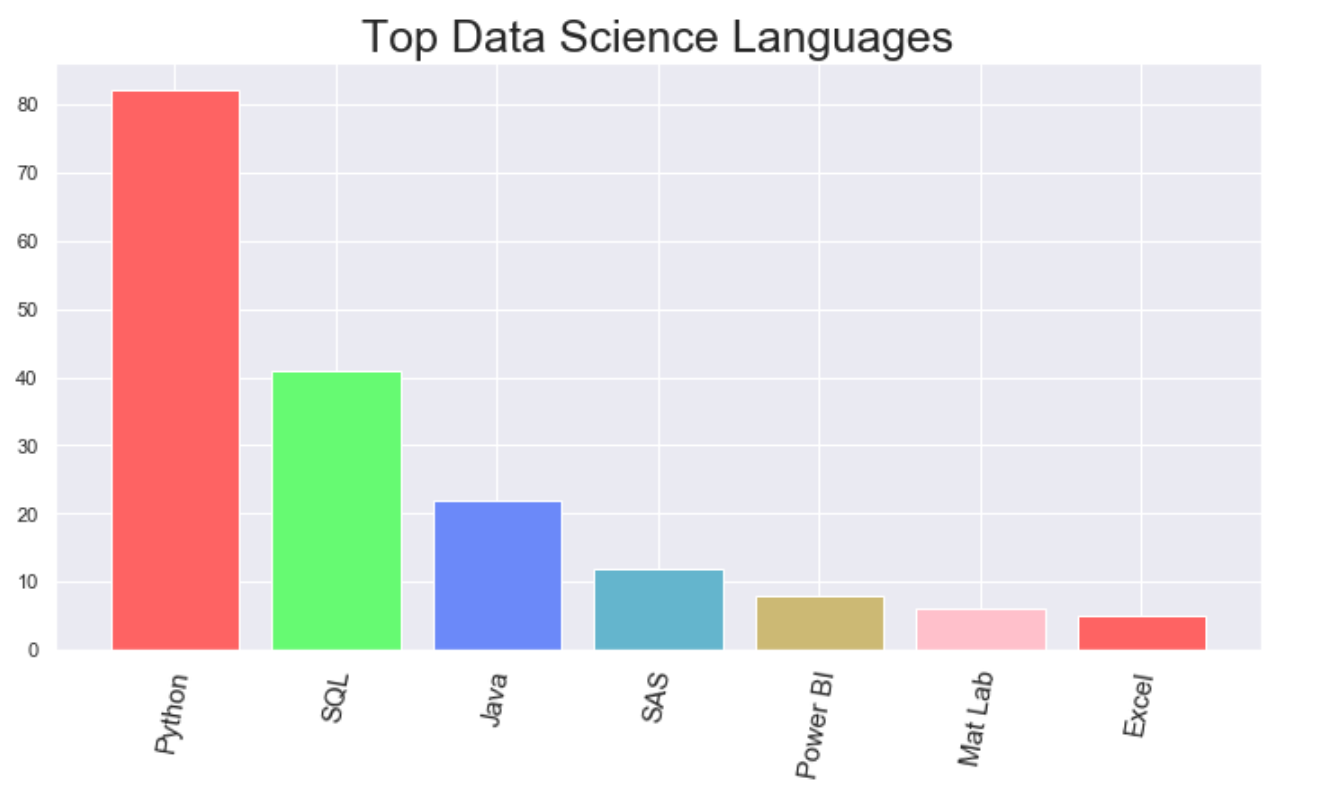 Top Data Science Languages
80
70
60
50
40
30
20
10
0
Python
SQL
Java
SAS
Power BI
Mat Lab
Excel